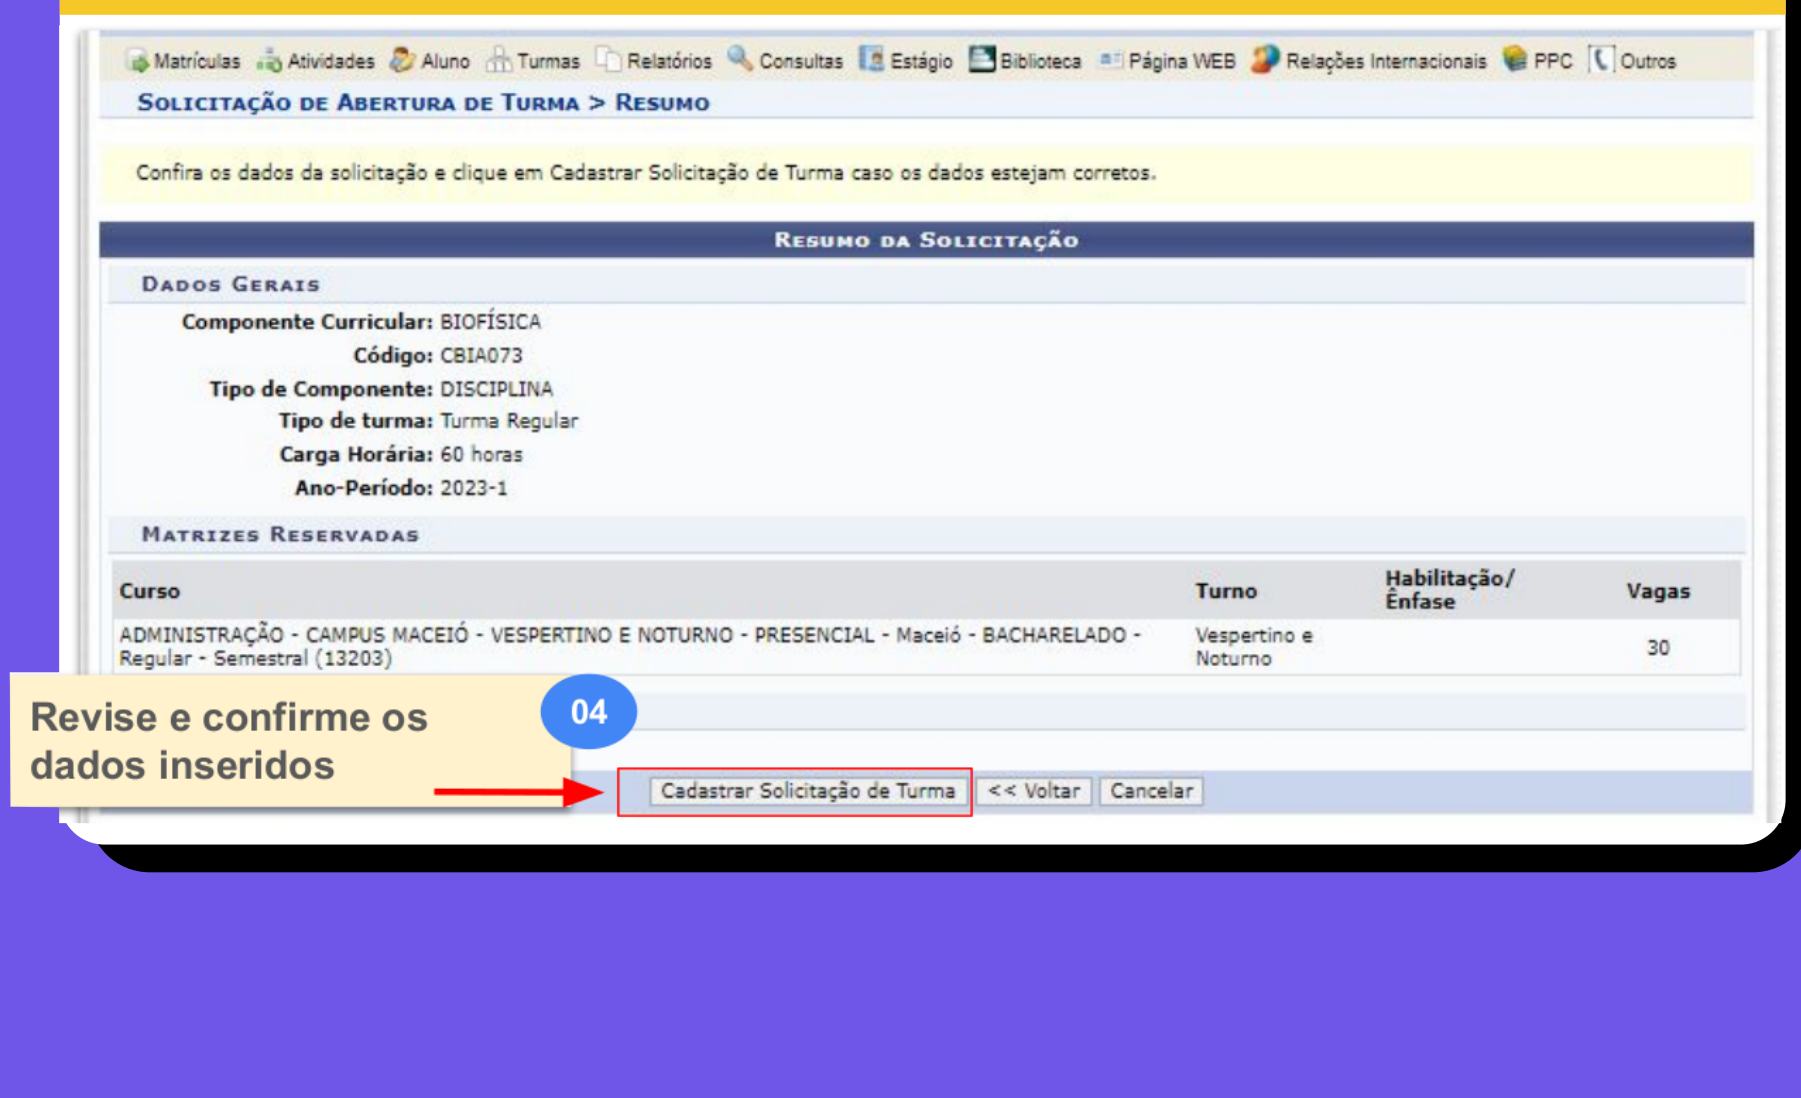 Matrículas Atividades Aluno Turmas Relatórios Consultas Estágio Biblioteca Página WEB Relações Internacionais PPC Outros
Solicitação de Abertura de Turma > Resumo
Confira os dados da solicitação e clique em Cadastrar Solicitação de Turma caso os dados estejam corretos.
Resumo da Solicitação
Dados Gerais
Componente Curricular: BIOFÍSICA
Código: CBIA073
Tipo de Componente: DISCIPLINA
Tipo de turma: Turma Regular
Carga Horária: 60 horas
Ano-Período: 2023-1
Matrizes Reservadas
Curso Turno Habilitação/
Ênfase Vagas
ADMINISTRAÇÃO - CAMPUS MACEIÓ - VESPERTINO E NOTURNO - PRESENCIAL - Maceió - BACHARELADO -
Regular - Semestral (13203)
Vespertino e
Noturno
30
Revise e confirme os
dados inseridos
04
Cadastrar Solicitação de Turma << Voltar Cancelar